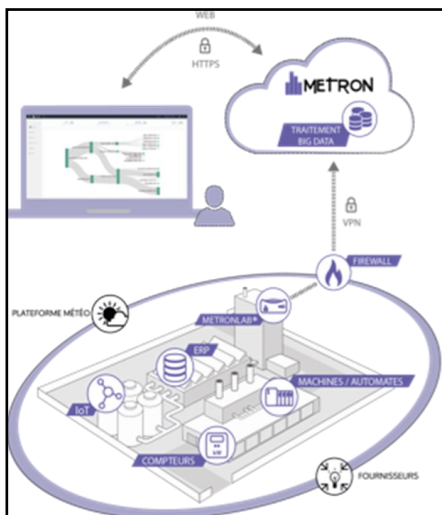 WEB
HTTPS
METRON
TRAITEMENT
BIG DATA
VPN
FIREWALL
PLATEFORME MÉTÉO
METRONLAB®
ERP
MACHINES / AUTOMATES
IoT
COMPTEURS
FOURNISSEURS